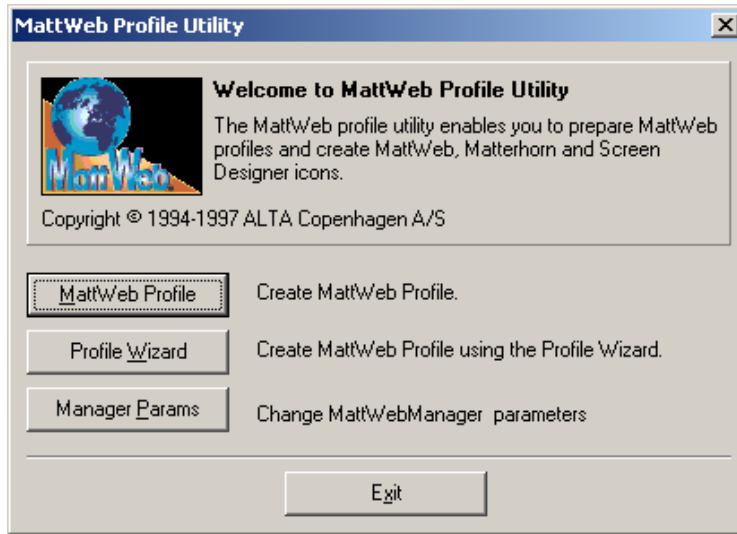 MattWeb Profile Utility
MattWeb
Welcome to MattWeb Profile Utility
The MattWeb profile utility enables you to prepare MattWeb
profiles and create MattWeb, Matterhorn and Screen
Designer icons.
Copyright © 1994-1997 ALTA Copenhagen A/S
MattWeb Profile Create MattWeb Profile.
Profile Wizard Create MattWeb Profile using the Profile Wizard.
Manager Params Change MattWebManager parameters
Exit